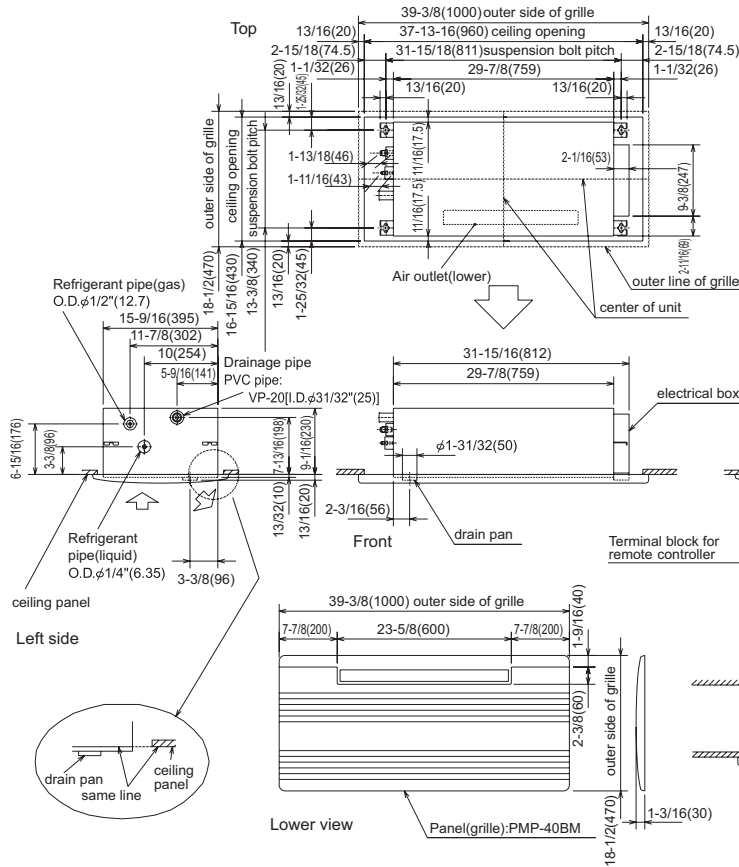 39-3/8(1000) outer side of grille
Top
13/16(20)
37-13-16(960) ceiling opening
13/16(20)
2-15/18(74.5)
31-15/18(811)suspension bolt pitch
2-15/18(74.5)
1-1/32(26)
29-7/8(759)
1-1/32(26)
13/16(20)
1-25/32(45)
13/16(20)
13/16(20)
outer side of grille
ceiling opening
suspension bolt pitch
1-13/18(46)
1-11/16(43)
11/16(17.5)
11/16(17.5)
2-1/16(53)
9-3/8(247)
2-11/16(69)
Air outlet(lower)
outer line of grille
center of unit
18-1/2(470)
16-15/16(430)
13-3/8(340)
13/16(20)
1-25/32(45)
Refrigerant pipe(gas)
O.D.ø1/2"(12.7)
15-9/16(395)
11-7/8(302)
10(254)
5-9/16(141)
Drainage pipe
PVC pipe:
VP-20[I.D.ø31/32"(25)]
6-15/16(176)
3-3/8(96)
7-13/16(198)
9-1/16(230)
13/32(10)
13/16(20)
Refrigerant
pipe(liquid)
O.D.ø1/4"(6.35)
3-3/8(96)
ceiling panel
Left side
31-15/16(812)
29-7/8(759)
electrical box
ø1-31/32(50)
2-3/16(56)
drain pan
Front
Terminal block for
remote controller
drain pan
same line
ceiling
panel
39-3/8(1000) outer side of grille
7-7/8(200)
23-5/8(600)
7-7/8(200)
1-9/16(40)
2-3/8(60)
outer side of grille
18-1/2(470)
1-3/16(30)
Lower view
Panel(grille):PMP-40BM